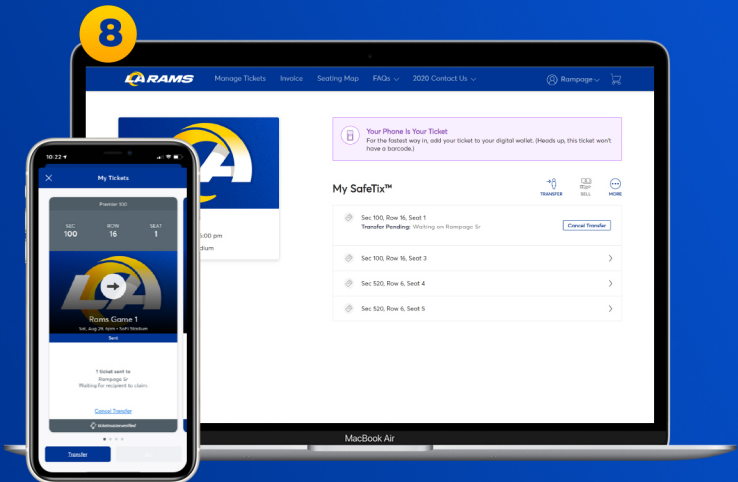 8
LA RAMS
Manage Tickets Invoice Seating Map FAQs 2020 Contact Us Rampage
Your Phone Is Your Ticket
For the fastest way in, add your ticket to your digital wallet. (Heads up, this ticket won't
have a barcode.)
My SafeTix™
TRANSFER SELL MORE
Sec 100, Row 16, Seat 1
Transfer Pending: Waiting on Rampage Sr
Cancel Transfer
Sec 100, Row 16, Seat 3
Sec 520, Row 6, Seat 4
Sec 520, Row 6, Seat 5
:00 pm
dium
MacBook Air
10:22
My Tickets
Premier 100
SEC ROW SEAT
100 16 1
Rams Game 1
Sat, Aug 29, 6pm • SoFi Stadium
Sent
1 ticket sent to
Rampage Sr
Waiting for recipient to claim
Cancel Transfer
ticketmaster verified
Transfer